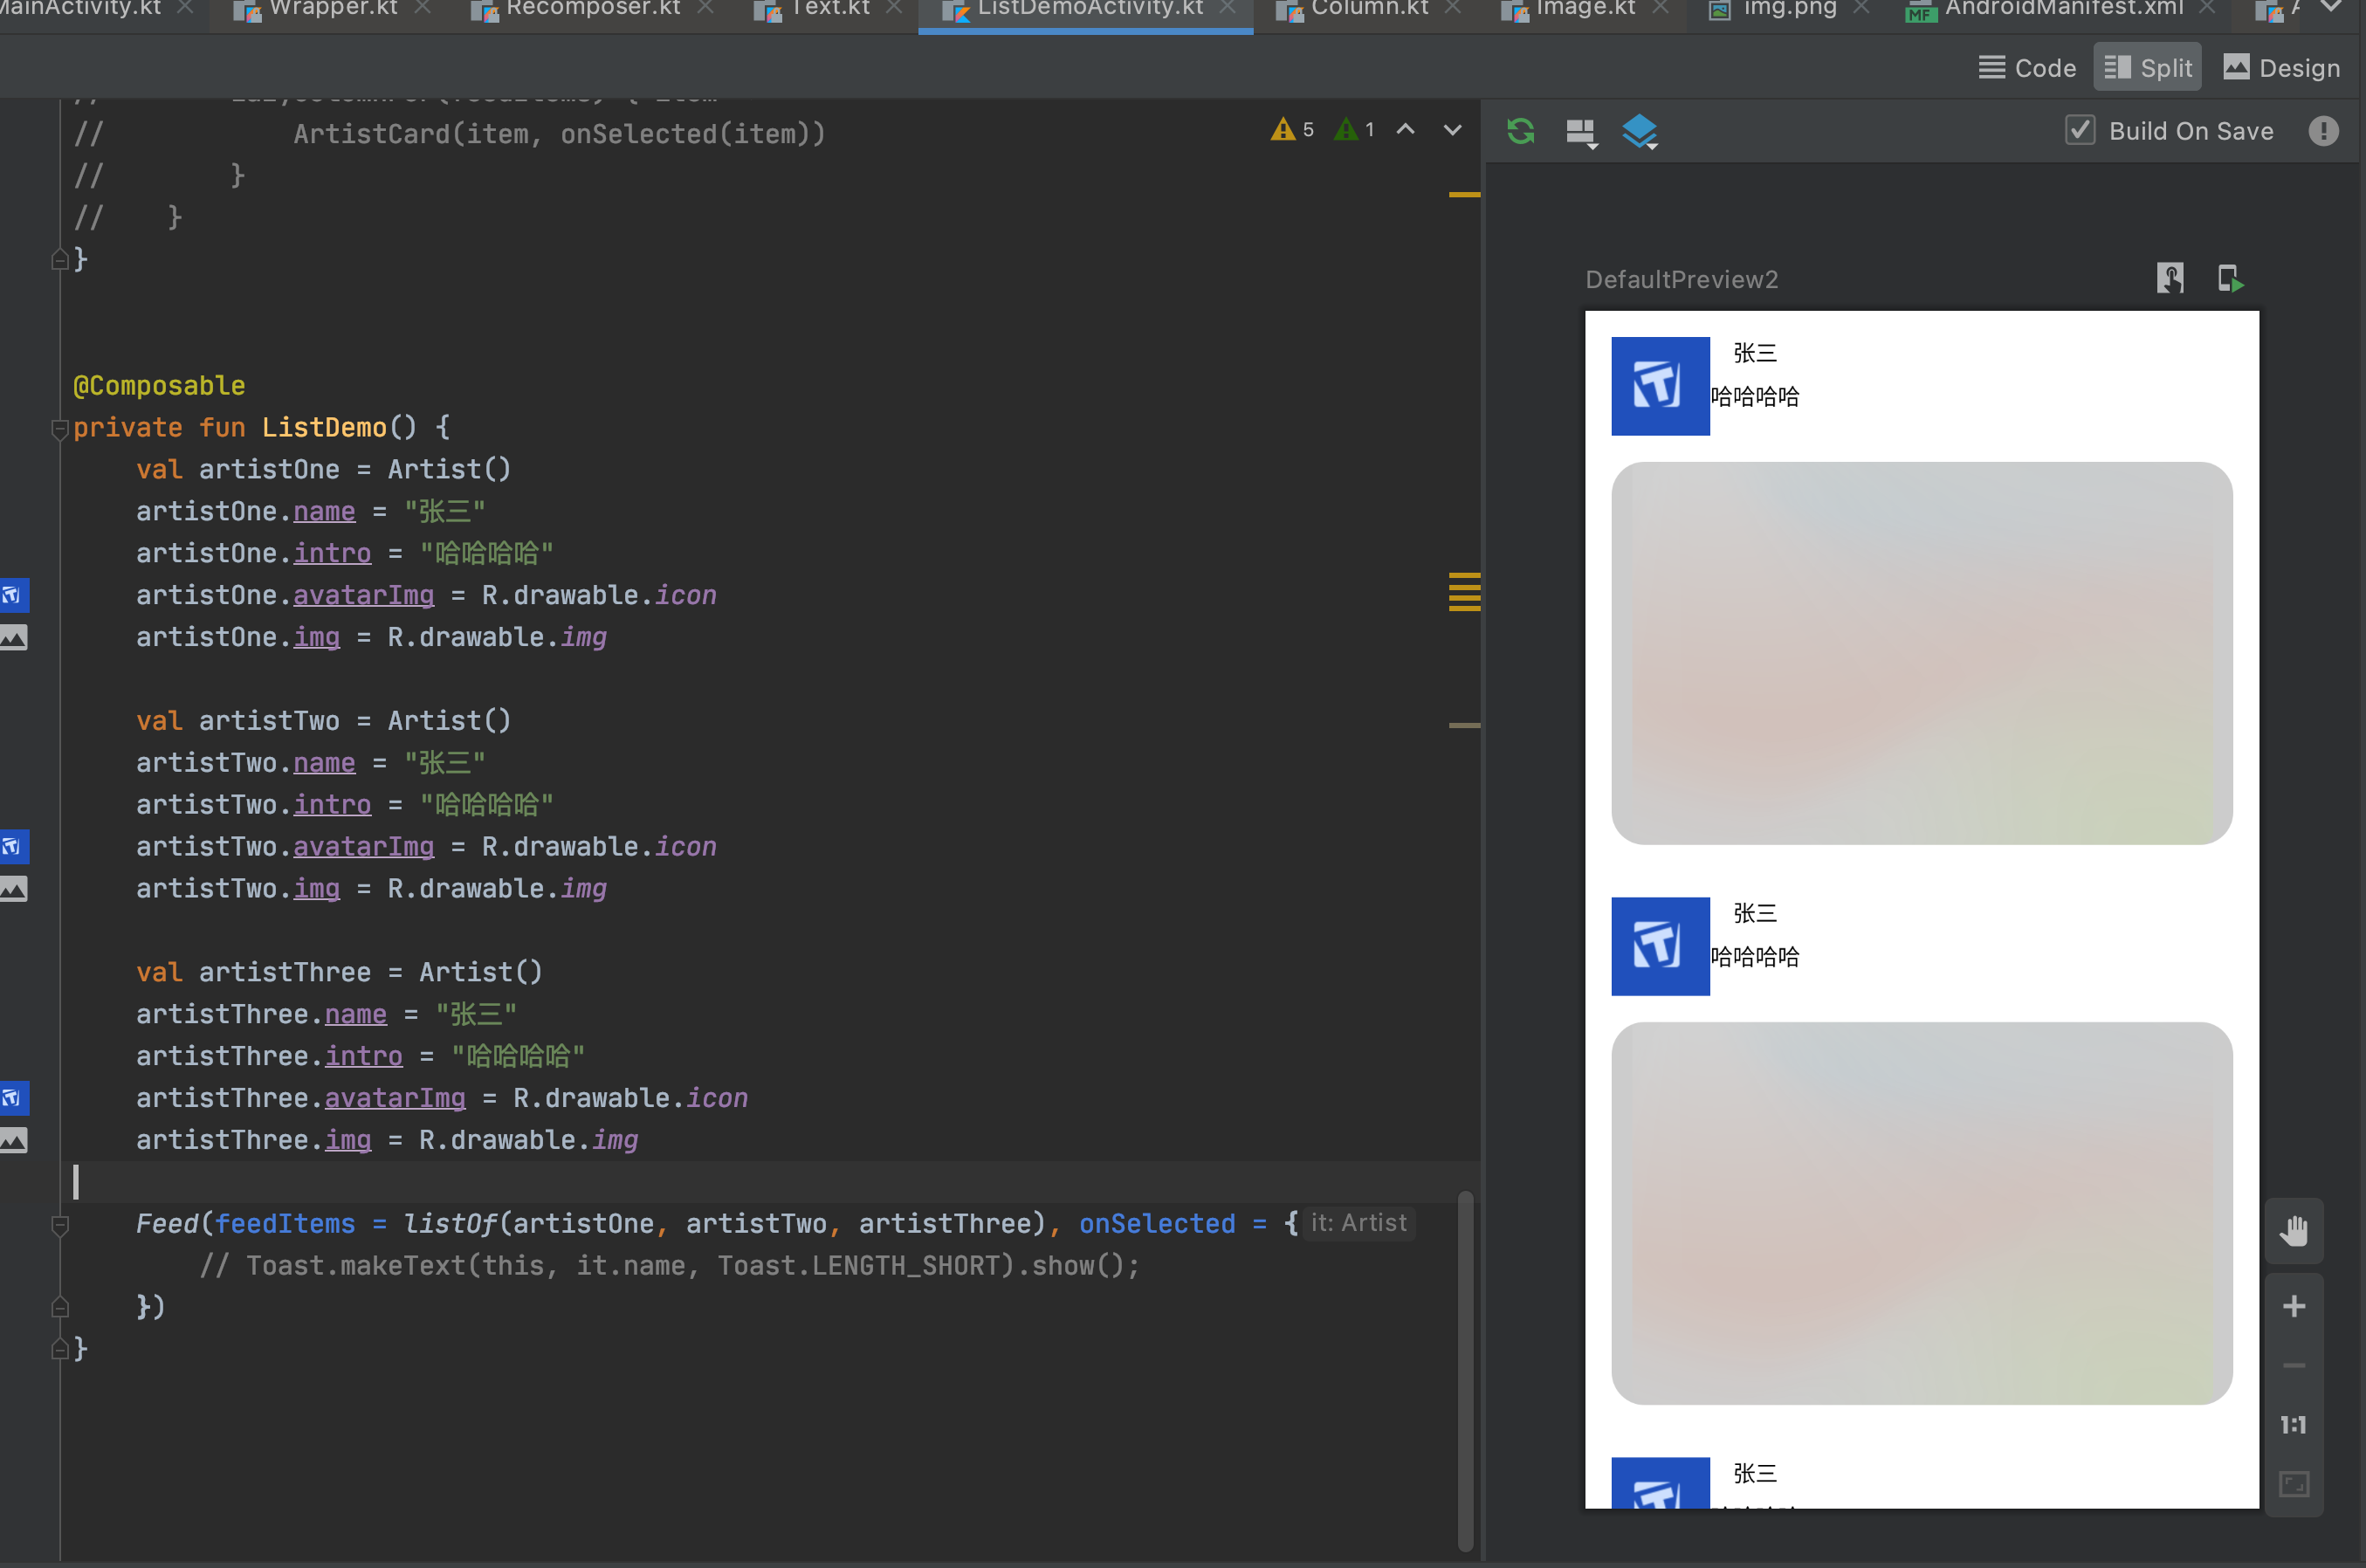 MainActivity.kt Wrapper.kt Recomposer.kt Text.kt ListDemoActivity.kt Column.kt Image.kt img.png AndroidManifest.xml
Code Split Design
//            ArtistCard(item, onSelected(item))
//        }
//    }
}
5 1
Build On Save
@Composable
private fun ListDemo() {
    val artistOne = Artist()
    artistOne.name = "张三"
    artistOne.intro = "哈哈哈哈"
    artistOne.avatarImg = R.drawable.icon
    artistOne.img = R.drawable.img
    val artistTwo = Artist()
    artistTwo.name = "张三"
    artistTwo.intro = "哈哈哈哈"
    artistTwo.avatarImg = R.drawable.icon
    artistTwo.img = R.drawable.img
    val artistThree = Artist()
    artistThree.name = "张三"
    artistThree.intro = "哈哈哈哈"
    artistThree.avatarImg = R.drawable.icon
    artistThree.img = R.drawable.img
    Feed(feedItems = listOf(artistOne, artistTwo, artistThree), onSelected = { it: Artist
        // Toast.makeText(this, it.name, Toast.LENGTH_SHORT).show();
    })
}
DefaultPreview2
张三
哈哈哈哈
张三
哈哈哈哈
张三
1:1